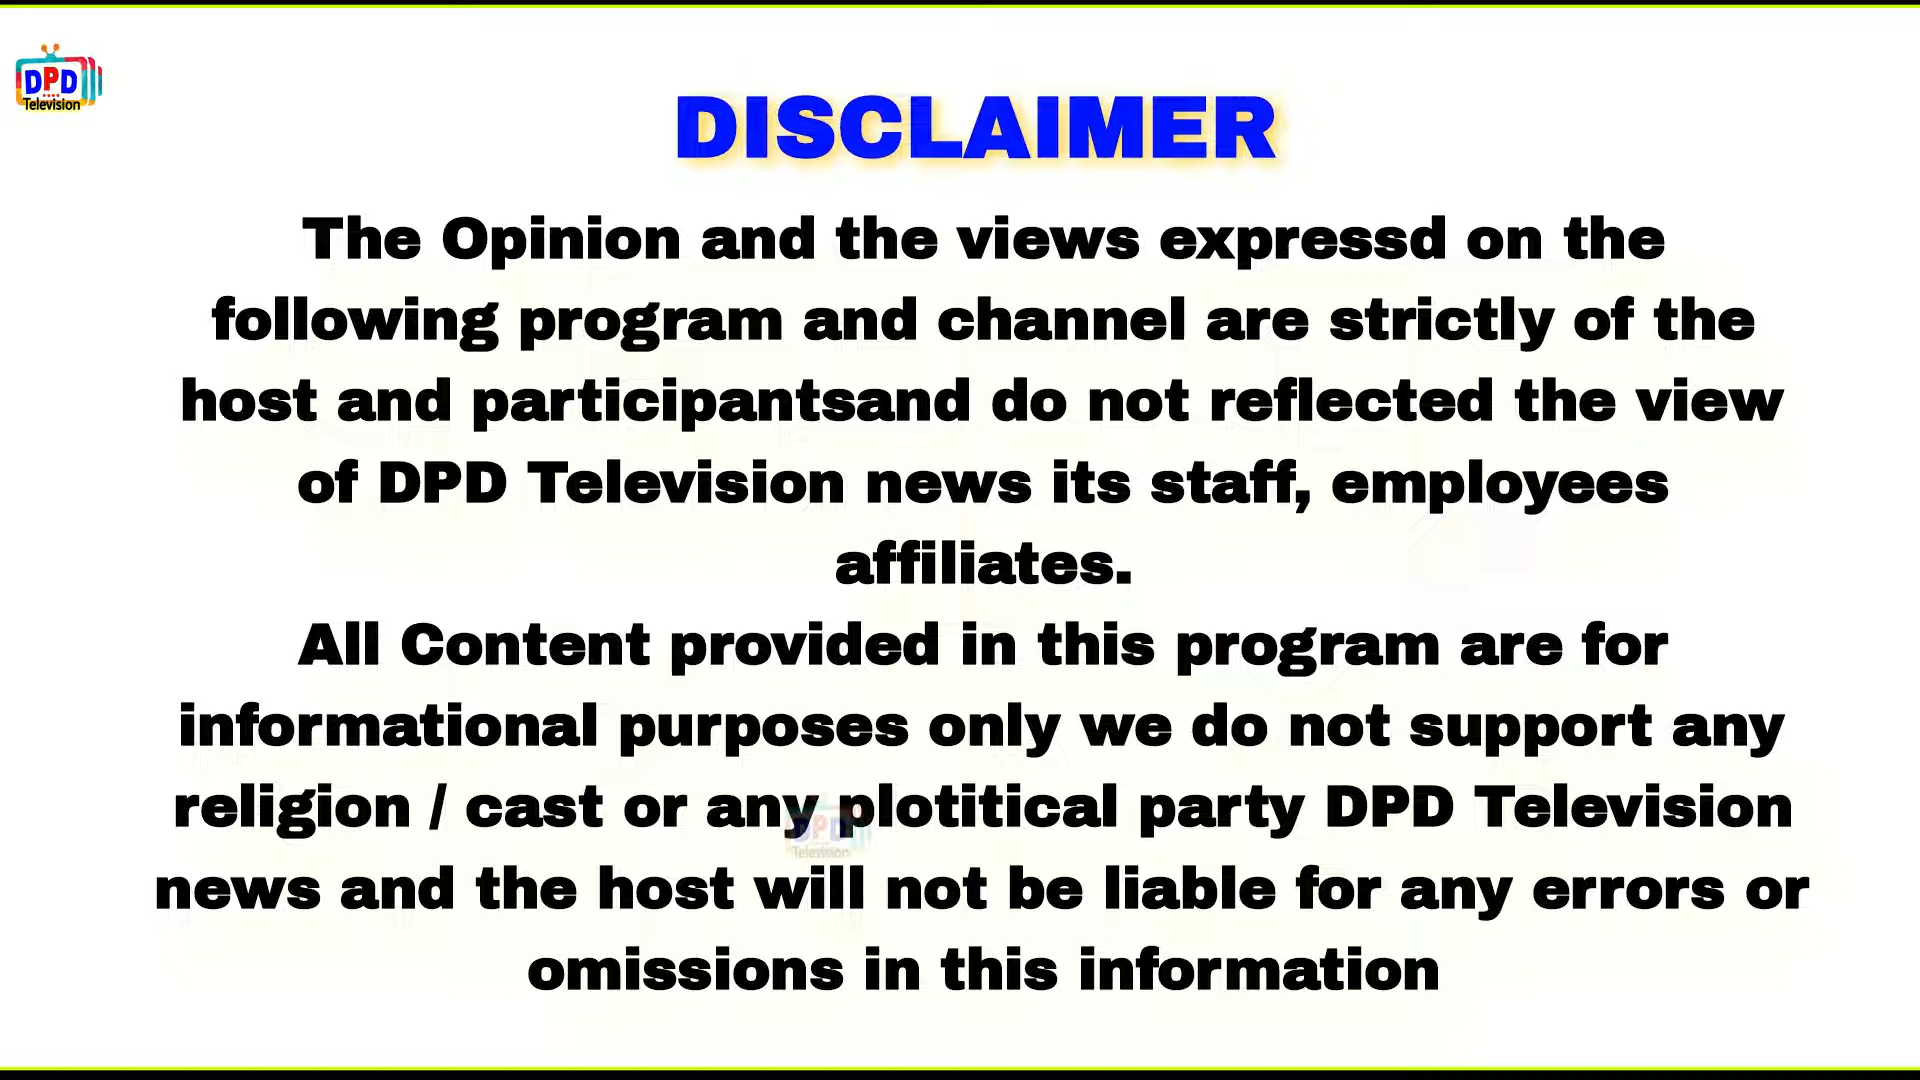 DPD
Television
DISCLAIMER
The Opinion and the views expressd on the
following program and channel are strictly of the
host and participantsand do not reflected the view
of DPD Television news its staff, employees
affiliates.
All Content provided in this program are for
informational purposes only we do not support any
religion / cast or any plotitical party DPD Television
news and the host will not be liable for any errors or
omissions in this information
DPD
Television